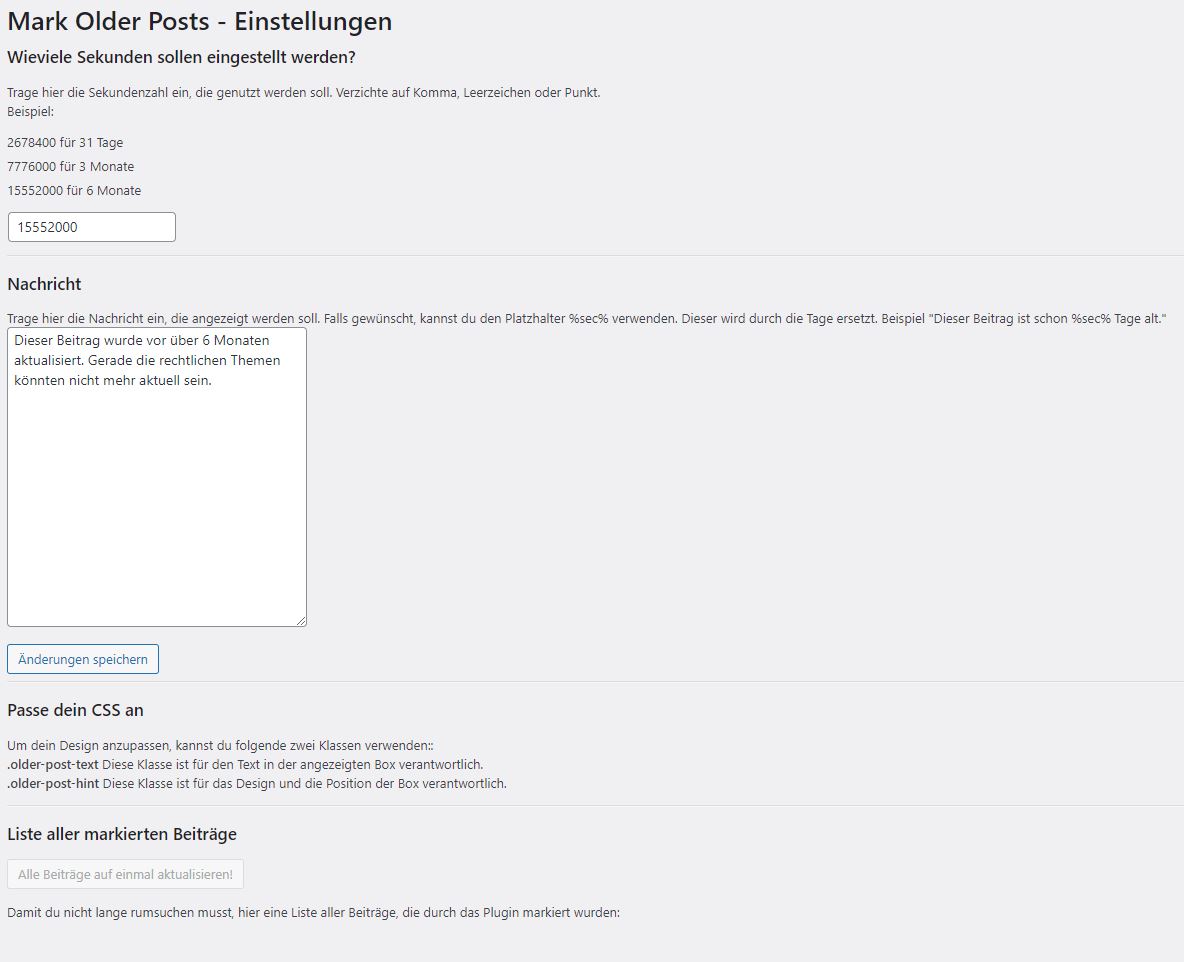 Mark Older Posts - Einstellungen
Wieviele Sekunden sollen eingestellt werden?
Trage hier die Sekundenzahl ein, die genutzt werden soll. Verzichte auf Komma, Leerzeichen oder Punkt.
Beispiel:
2678400 für 31 Tage
7776000 für 3 Monate
15552000 für 6 Monate
15552000
Nachricht
Trage hier die Nachricht ein, die angezeigt werden soll. Falls gewünscht, kannst du den Platzhalter %sec% verwenden. Dieser wird durch die Tage ersetzt. Beispiel "Dieser Beitrag ist schon %sec% Tage alt."
Dieser Beitrag wurde vor über 6 Monaten
aktualisiert. Gerade die rechtlichen Themen
könnten nicht mehr aktuell sein.
Änderungen speichern
Passe dein CSS an
Um dein Design anzupassen, kannst du folgende zwei Klassen verwenden::
.older-post-text Diese Klasse ist für den Text in der angezeigten Box verantwortlich.
.older-post-hint Diese Klasse ist für das Design und die Position der Box verantwortlich.
Liste aller markierten Beiträge
Alle Beiträge auf einmal aktualisieren!
Damit du nicht lange rumsuchen musst, hier eine Liste aller Beiträge, die durch das Plugin markiert wurden: